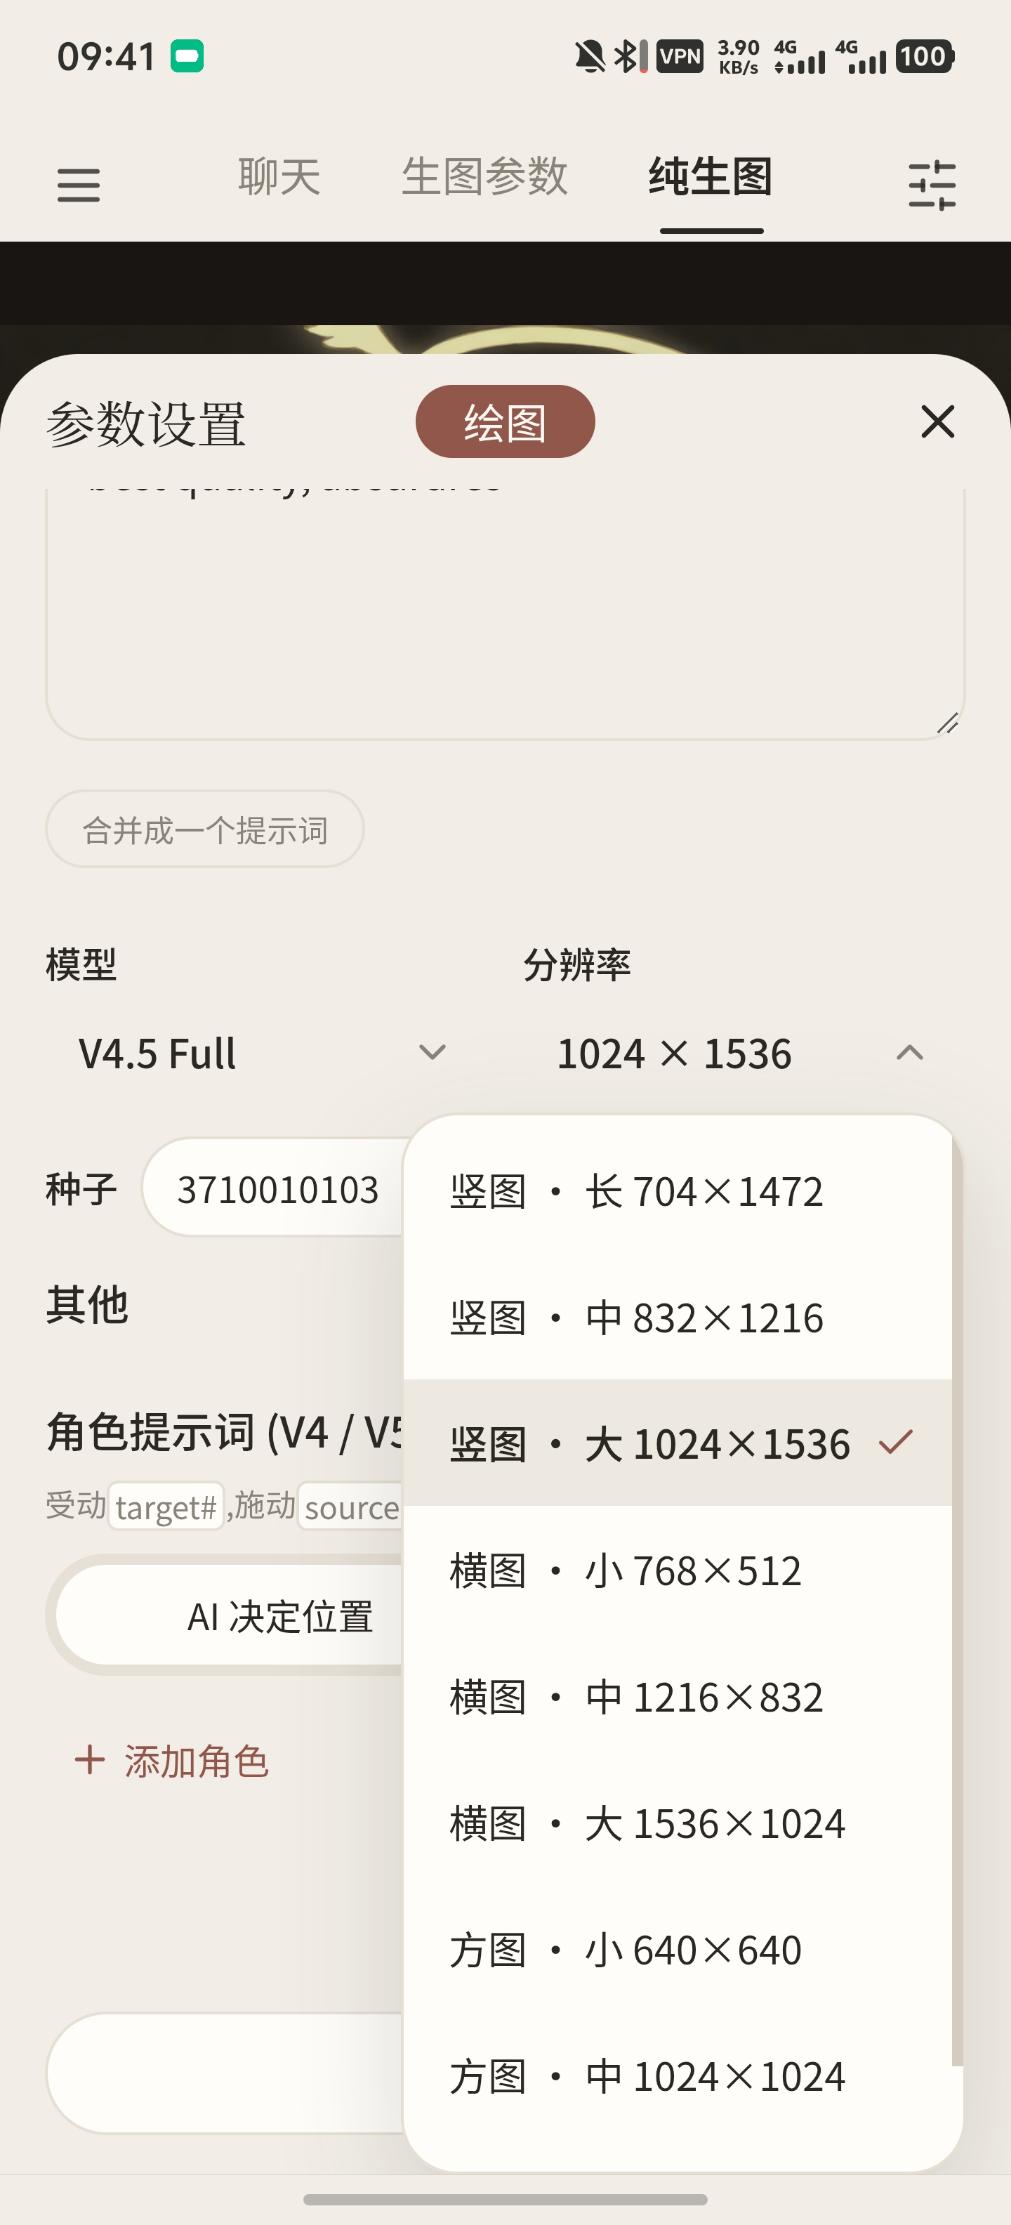 09:41
VPN 3.90 KB/s 4G 4G 100
聊天 生图参数 纯生图
参数设置 绘图
best quality, absurdres
合并成一个提示词
模型 分辨率
V4.5 Full 1024 × 1536
种子 3710010103
竖图 · 长 704×1472
竖图 · 中 832×1216
其他
角色提示词 (V4 / V5
竖图 · 大 1024×1536
受动 target# ,施动 source
横图 · 小 768×512
AI 决定位置
横图 · 中 1216×832
添加角色
横图 · 大 1536×1024
方图 · 小 640×640
方图 · 中 1024×1024